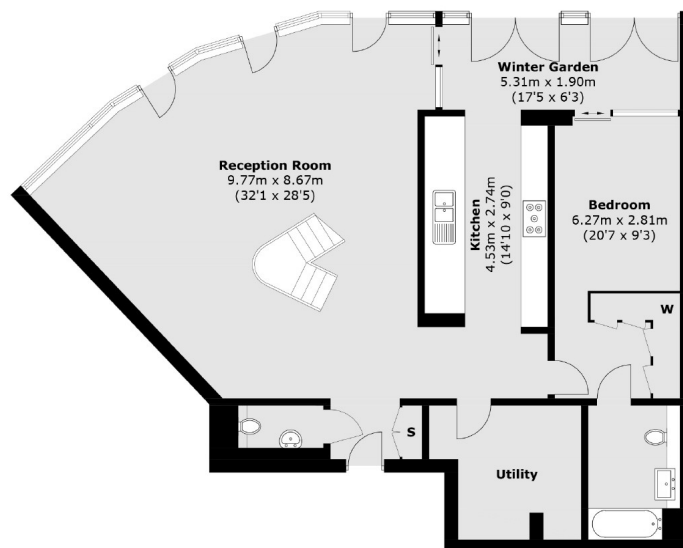 Winter Garden
5.31m x 1.90m
(17'5 x 6'3)
Reception Room
9.77m x 8.67m
(32'1 x 28'5)
Kitchen
4.53m x 2.74m
(14'10 x 9'0)
Bedroom
6.27m x 2.81m
(20'7 x 9'3)
W
S
Utility